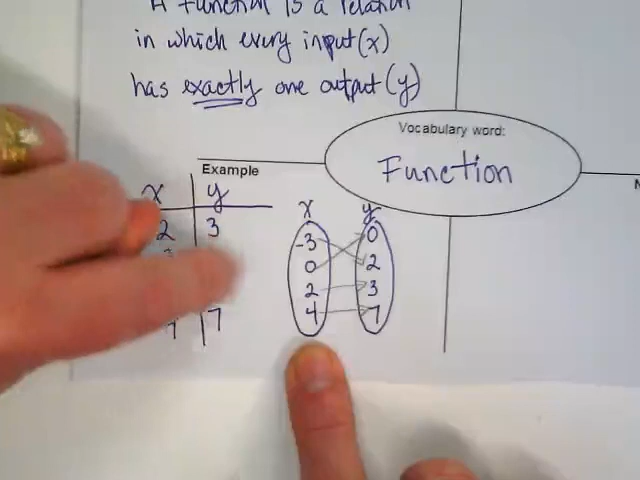 A function is a relation
in which every input (x)
has exactly one output (y)
Vocabulary word:
Function
Example
x y
2 3
7
x y
-3 0
0 2
2 3
4 7